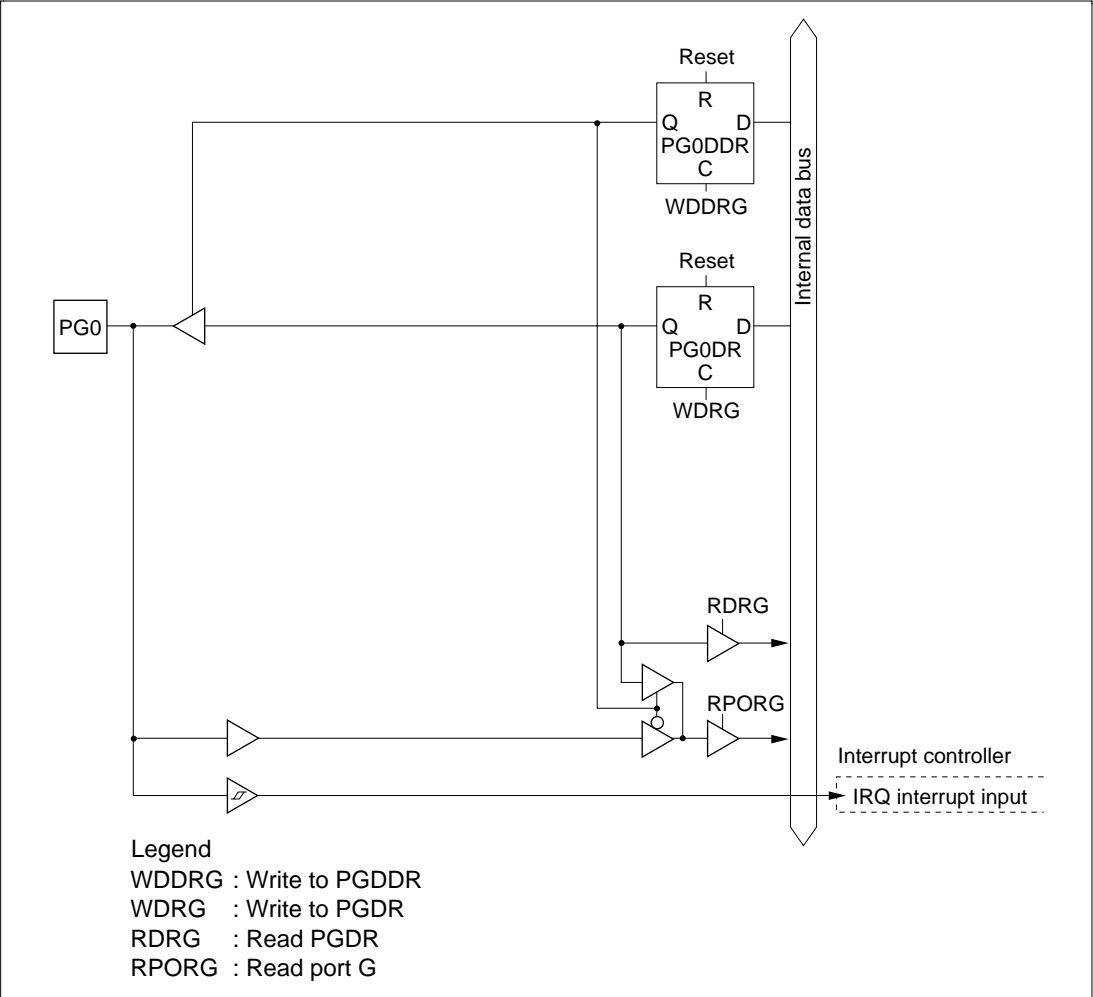 Reset
R
Q D
PG0DDR
C
WDDRG
Internal data bus
Reset
R
PG0
Q D
PG0DR
C
WDRG
RDRG
RPORG
Interrupt controller
IRQ interrupt input
Legend
WDDRG : Write to PGDDR
WDRG : Write to PGDR
RDRG : Read PGDR
RPORG : Read port G